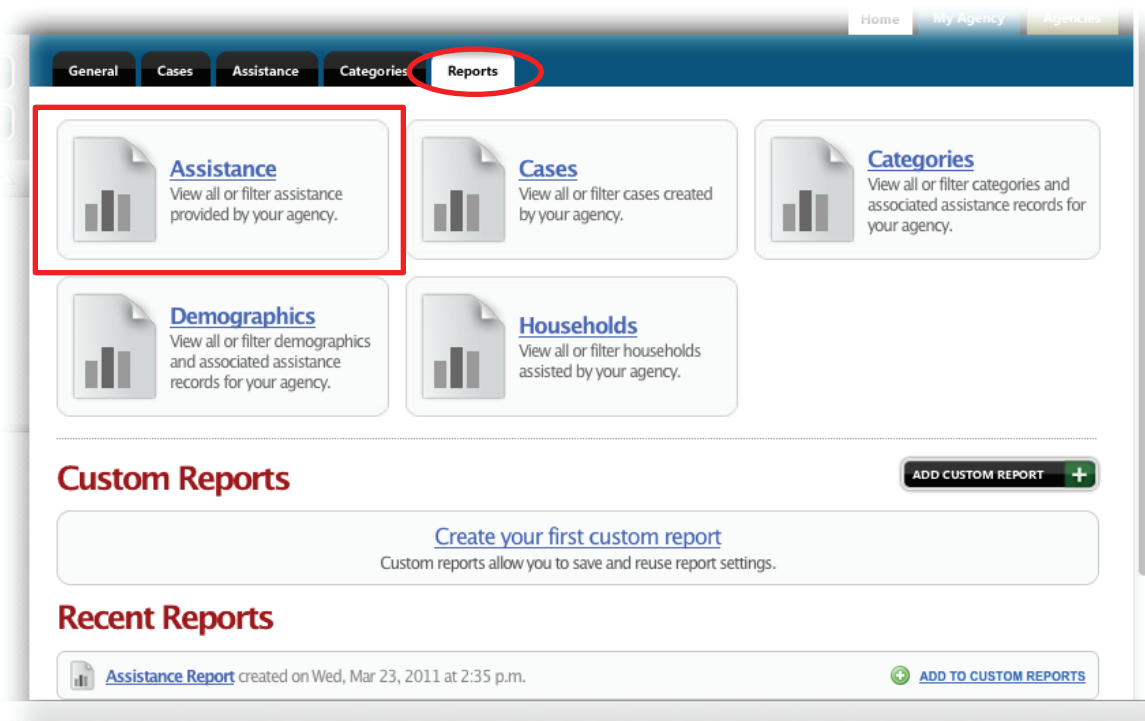 Home My Agency Agencies
General Cases Assistance Categories Reports
Assistance
View all or filter assistance
provided by your agency.
Cases
View all or filter cases created
by your agency.
Categories
View all or filter categories and
associated assistance records for
your agency.
Demographics
View all or filter demographics
and associated assistance
records for your agency.
Households
View all or filter households
assisted by your agency.
Custom Reports
ADD CUSTOM REPORT +
Create your first custom report
Custom reports allow you to save and reuse report settings.
Recent Reports
Assistance Report created on Wed, Mar 23, 2011 at 2:35 p.m. ADD TO CUSTOM REPORTS